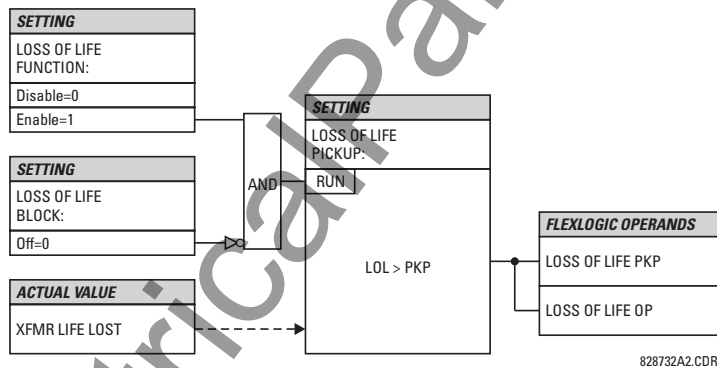 SETTING
LOSS OF LIFE
FUNCTION:
Disable=0
Enable=1
SETTING
LOSS OF LIFE
BLOCK:
Off=0
ACTUAL VALUE
XFMR LIFE LOST
AND
SETTING
LOSS OF LIFE
PICKUP:
RUN
LOL > PKP
FLEXLOGIC OPERANDS
LOSS OF LIFE PKP
LOSS OF LIFE OP
828732A2.CDR